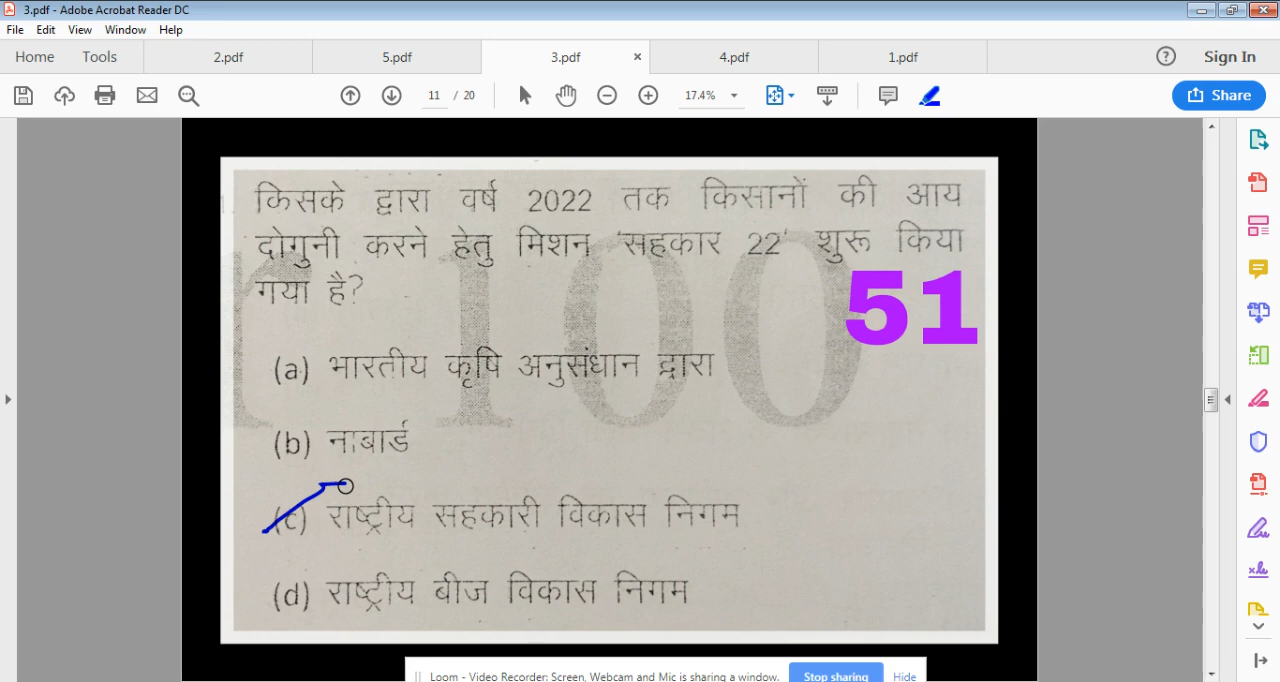 3.pdf - Adobe Acrobat Reader DC
File Edit View Window Help
Home Tools 2.pdf 5.pdf 3.pdf 4.pdf 1.pdf Sign In
11 / 20 17.4% Share
किसके द्वारा वर्ष 2022 तक किसानों की आय
दोगुनी करने हेतु मिशन 'सहकार 22' शुरू किया
गया है?
51
100
(a) भारतीय कृषि अनुसंधान द्वारा
(b) नाबार्ड
(c) राष्ट्रीय सहकारी विकास निगम
(d) राष्ट्रीय बीज विकास निगम
Loom - Video Recorder: Screen, Webcam and Mic is sharing a window. Stop sharing Hide